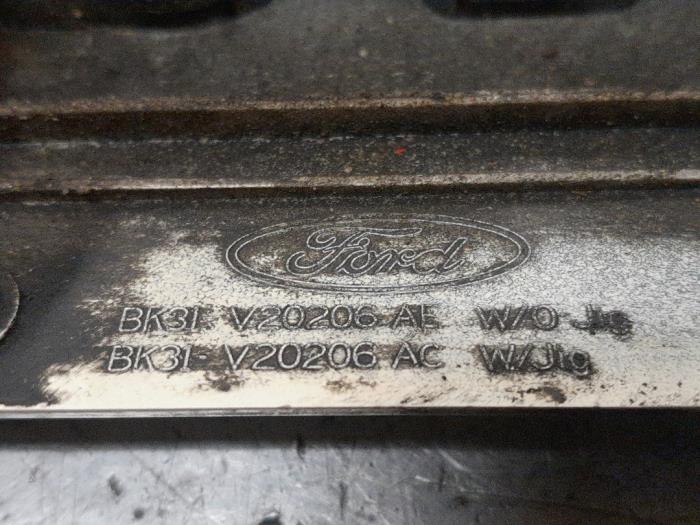 Ford
BK31- V20206 AE W/O Jig
BK31- V20206 AC W/Jig